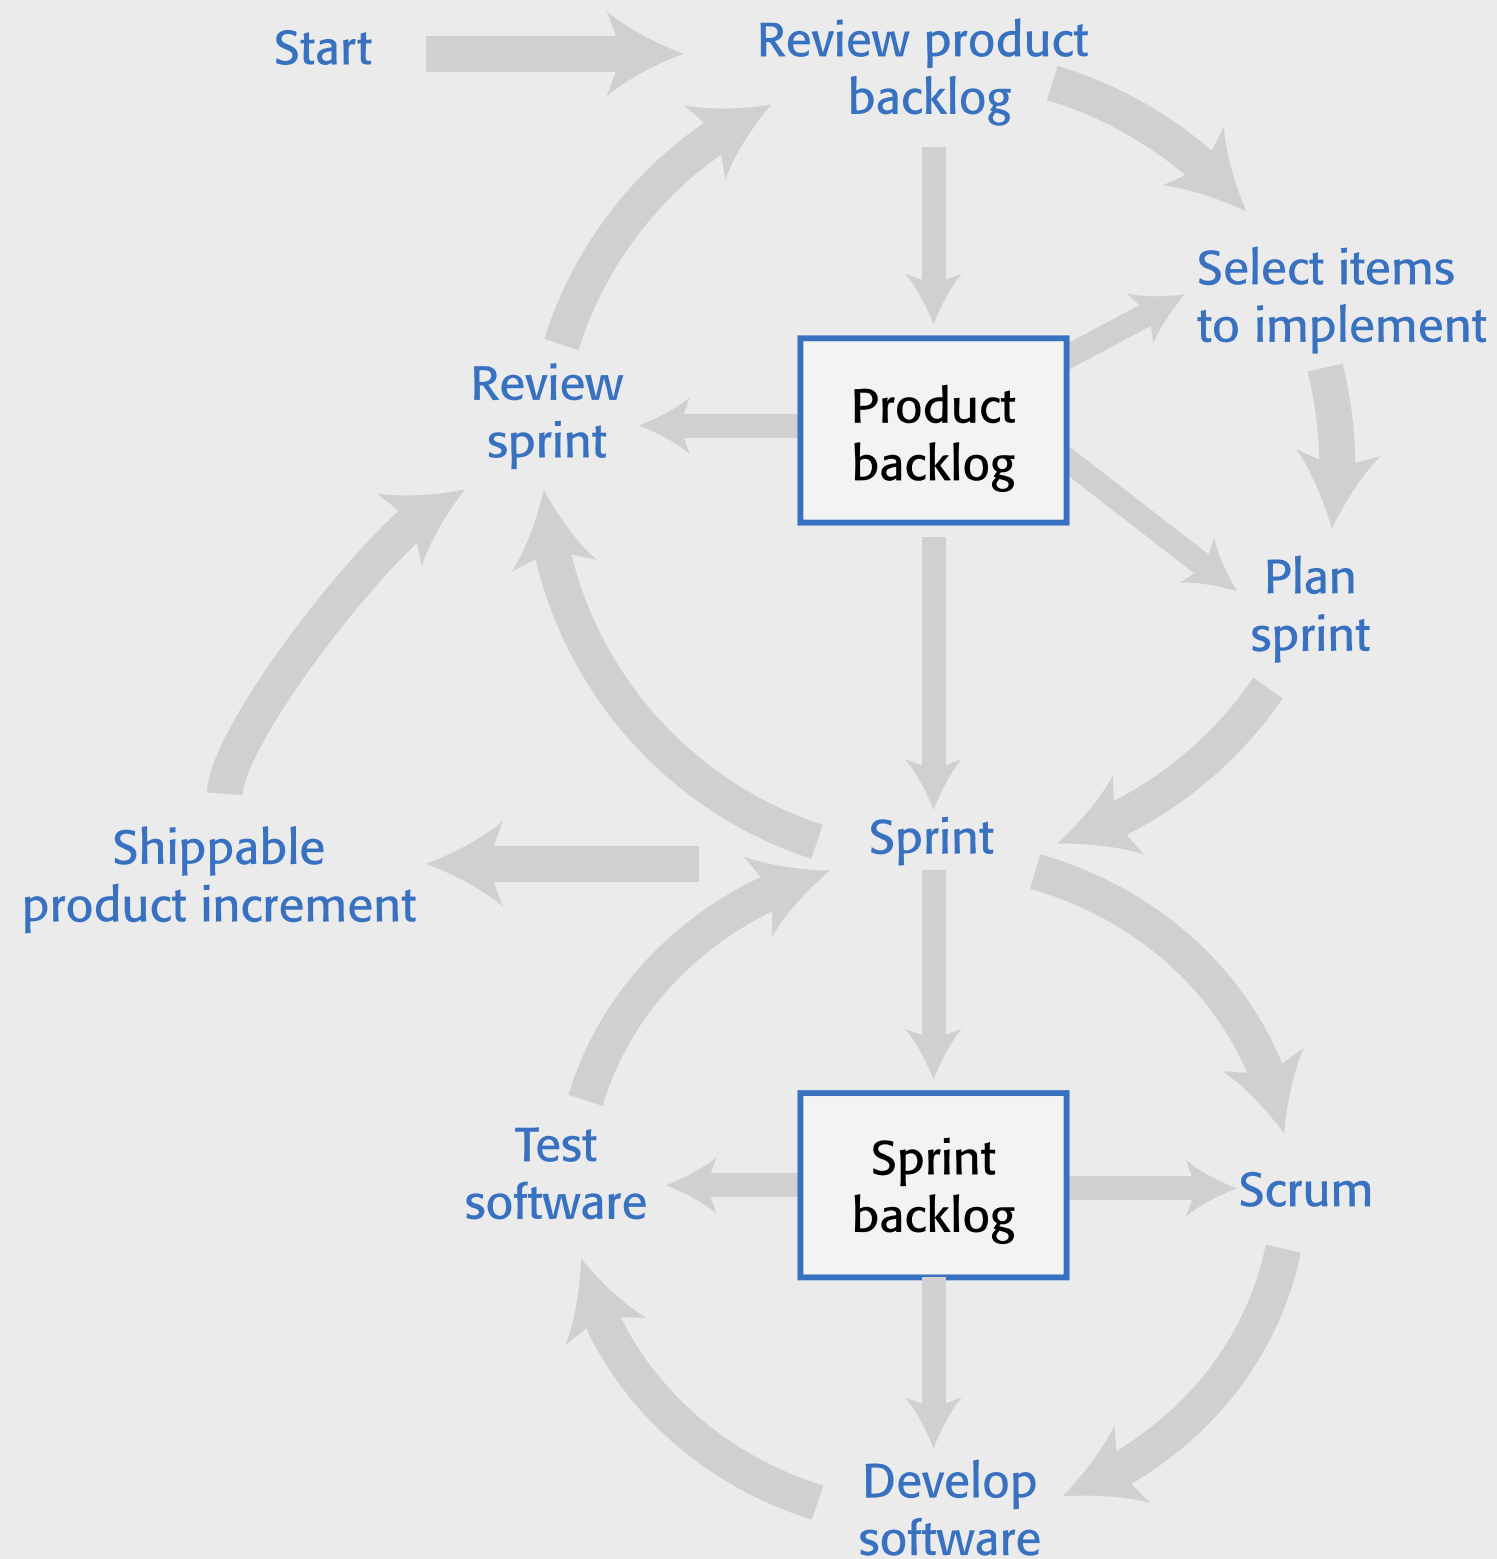 Start
Review product
backlog
Select items
to implement
Review
sprint
Product
backlog
Plan
sprint
Sprint
Shippable
product increment
Test
software
Sprint
backlog
Scrum
Develop
software